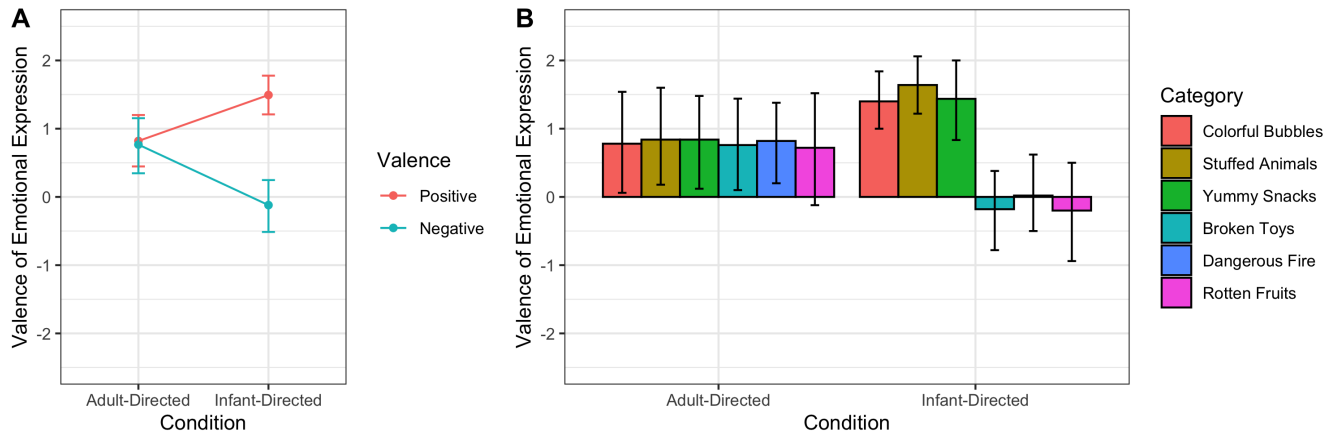 A
Valence of Emotional Expression
2
1
0
-1
-2
Adult-Directed
Infant-Directed
Condition
Valence
Positive
Negative
B
Valence of Emotional Expression
2
1
0
-1
-2
Adult-Directed
Infant-Directed
Condition
Category
Colorful Bubbles
Stuffed Animals
Yummy Snacks
Broken Toys
Dangerous Fire
Rotten Fruits